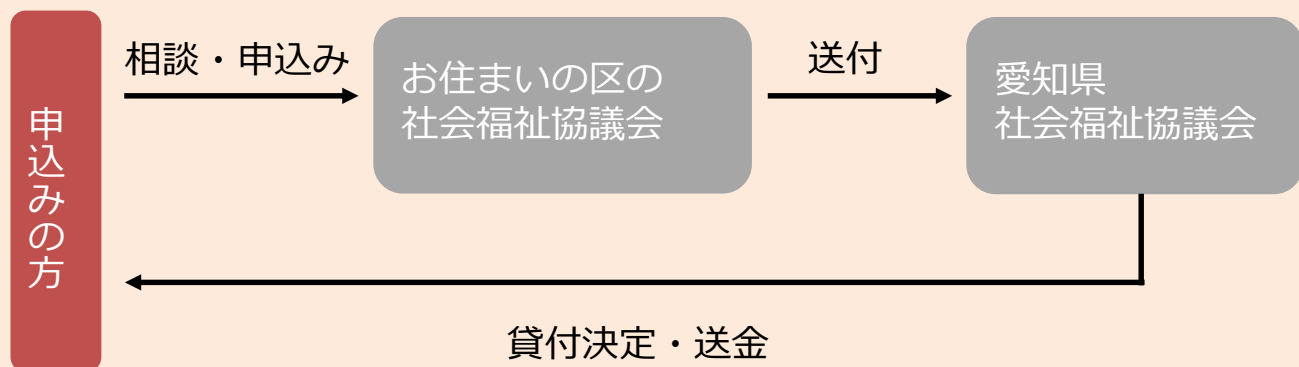 申込みの方
相談・申込み
お住まいの区の
社会福祉協議会
送付
愛知県
社会福祉協議会
貸付決定・送金